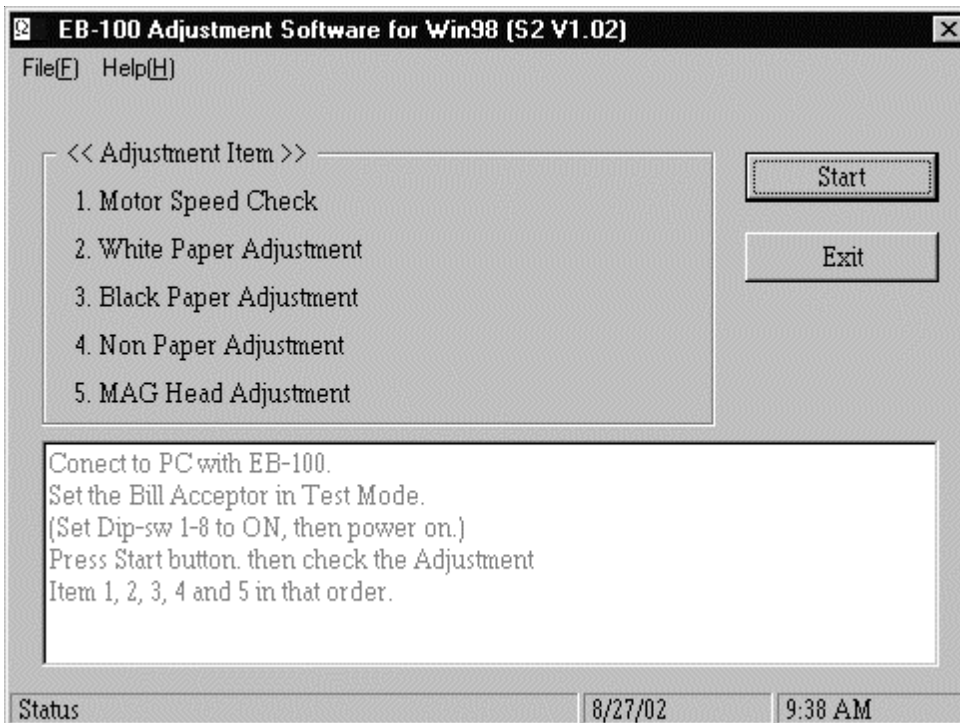 EB-100 Adjustment Software for Win98 (S2 V1.02)
File(F) Help(H)
<< Adjustment Item >>
1. Motor Speed Check
2. White Paper Adjustment
3. Black Paper Adjustment
4. Non Paper Adjustment
5. MAG Head Adjustment
Start
Exit
Conect to PC with EB-100.
Set the Bill Acceptor in Test Mode.
(Set Dip-sw 1-8 to ON, then power on.)
Press Start button. then check the Adjustment
Item 1, 2, 3, 4 and 5 in that order.
Status 8/27/02 9:38 AM